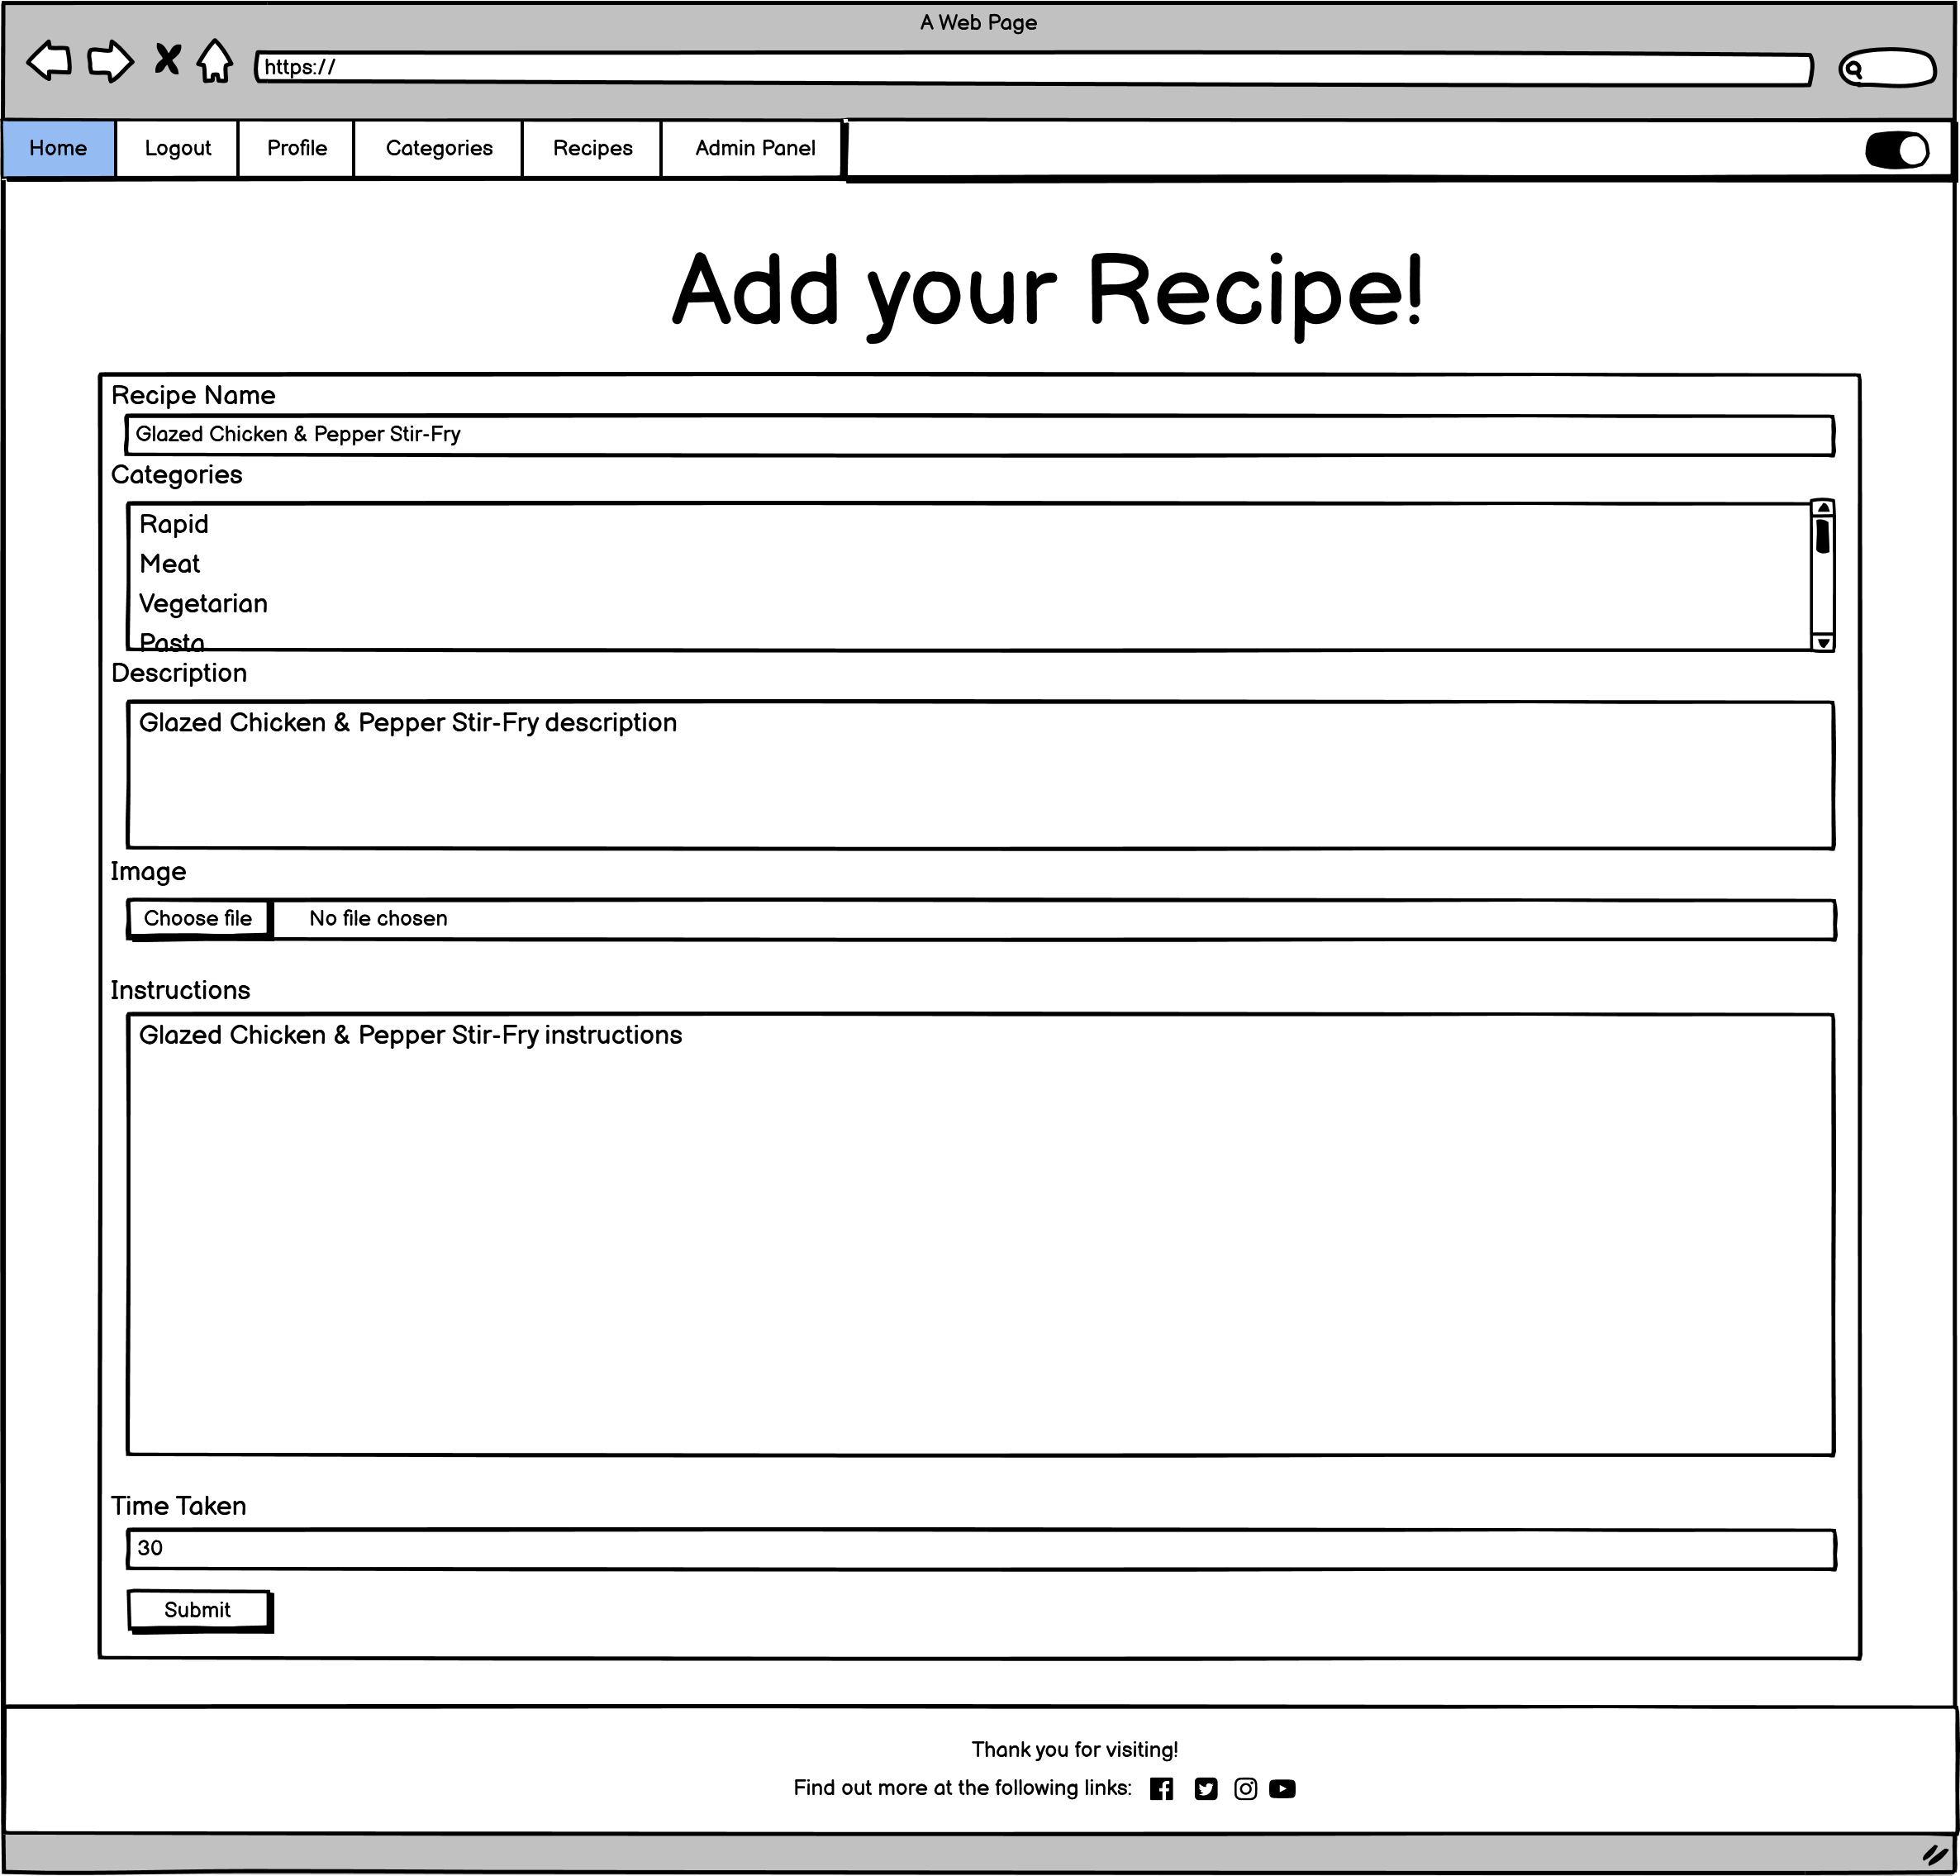 A Web Page
https://
Home Logout Profile Categories Recipes Admin Panel
Add your Recipe!
Recipe Name
Glazed Chicken & Pepper Stir-Fry
Categories
Rapid
Meat
Vegetarian
Pasta
Description
Glazed Chicken & Pepper Stir-Fry description
Image
Choose file No file chosen
Instructions
Glazed Chicken & Pepper Stir-Fry instructions
Time Taken
30
Submit
Thank you for visiting!
Find out more at the following links: